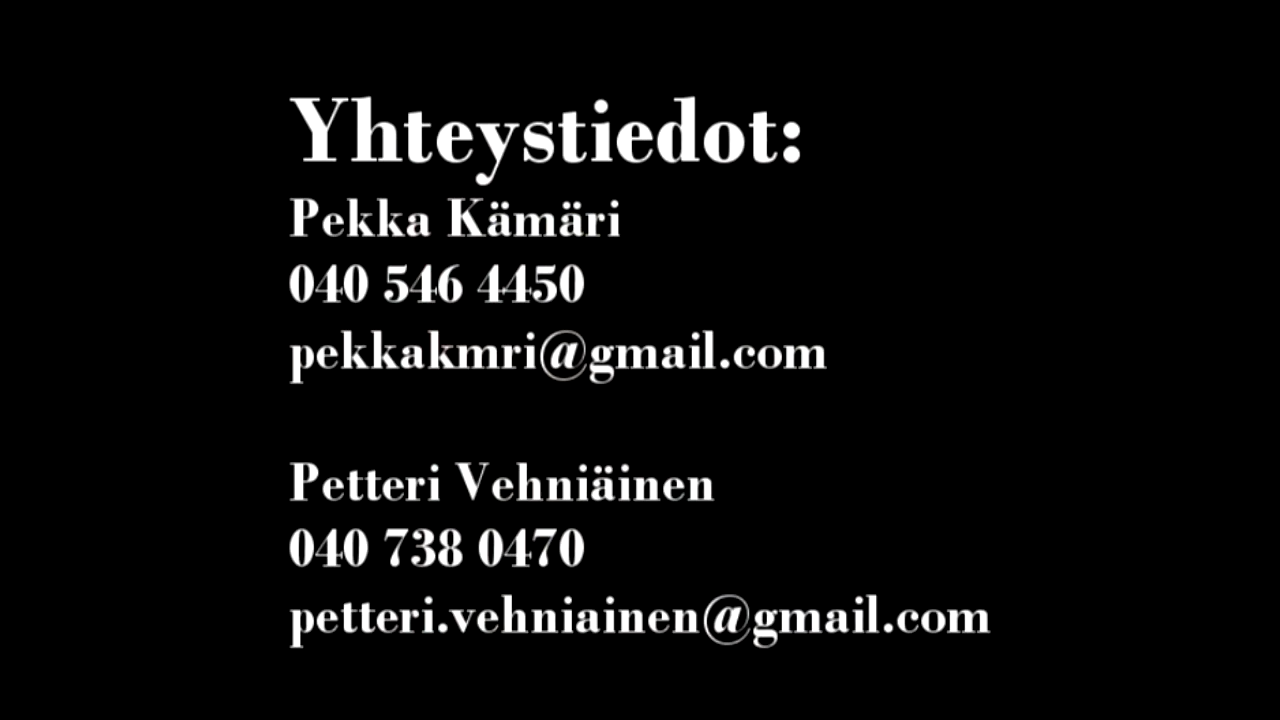 Yhteystiedot:
Pekka Kämäri
040 546 4450
pekkakmri@gmail.com
Petteri Vehniäinen
040 738 0470
petteri.vehniainen@gmail.com